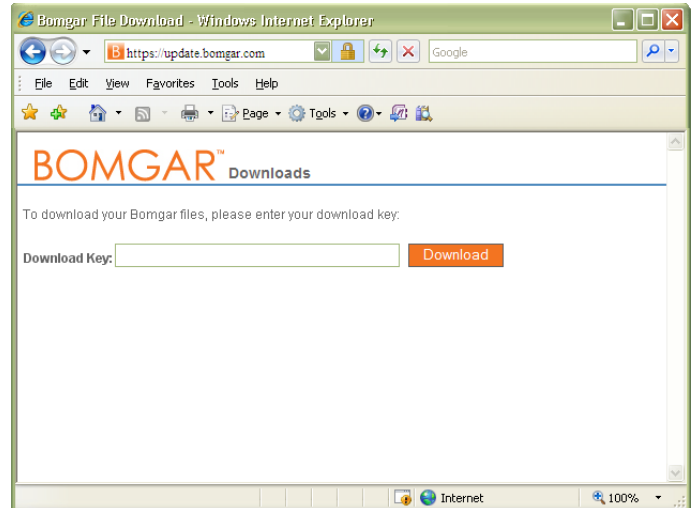 Bomgar File Download - Windows Internet Explorer
https://update.bomgar.com Google
File Edit View Favorites Tools Help
Page Tools
BOMGAR™ Downloads
To download your Bomgar files, please enter your download key:
Download Key: Download
Internet 100%